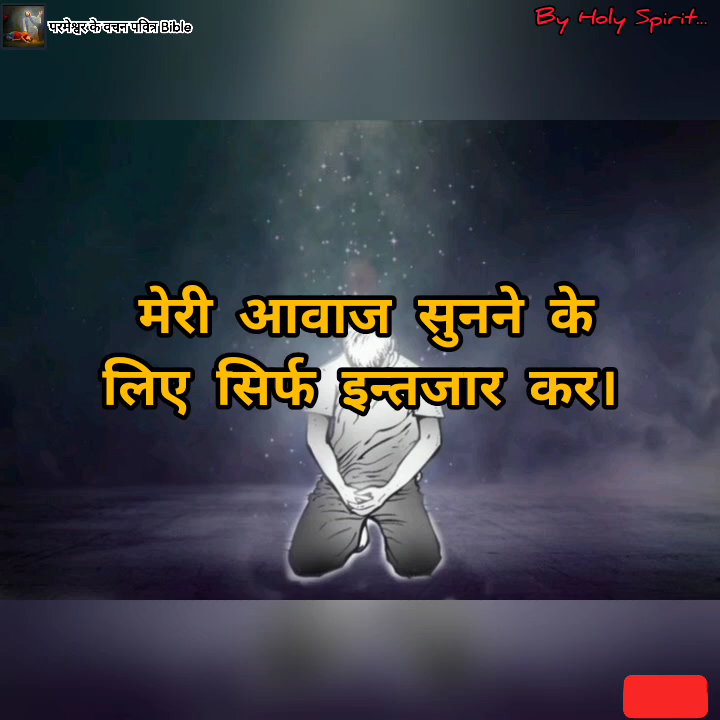 परमेश्वर के वचन पवित्र Bible
By Holy Spirit...
मेरी आवाज सुनने के
लिए सिर्फ इन्तजार कर।